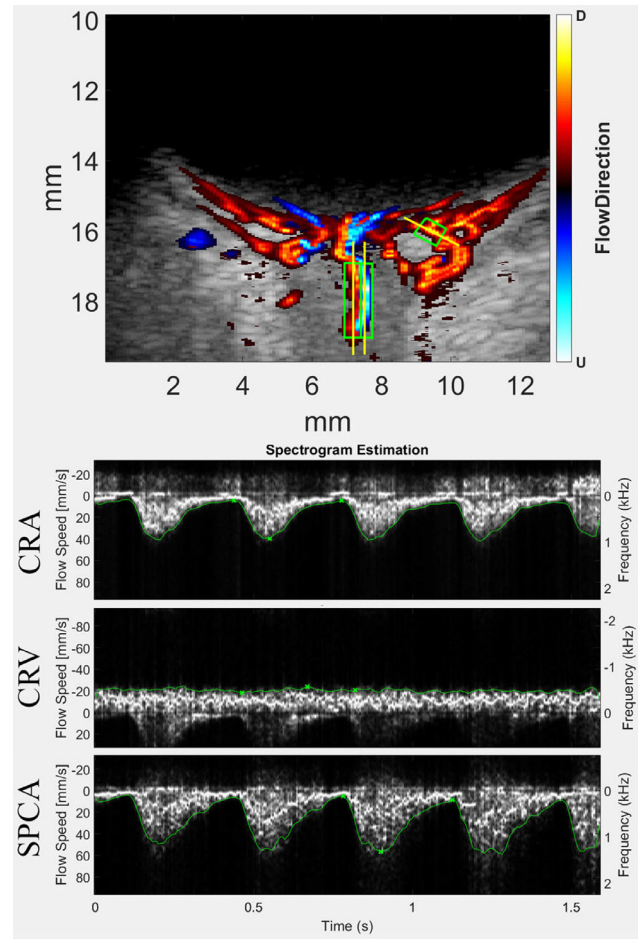 10
12
14
16
18
mm
2 4 6 8 10 12
mm
D
U
FlowDirection
Spectrogram Estimation
CRA
Flow Speed [mm/s]
-20
0
20
40
60
80
0
1
2
Frequency (kHz)
CRV
Flow Speed [mm/s]
-80
-60
-40
-20
0
20
-2
-1
0
Frequency (kHz)
SPCA
Flow Speed [mm/s]
-20
0
20
40
60
80
0
1
2
Frequency (kHz)
0 0.5 1 1.5
Time (s)